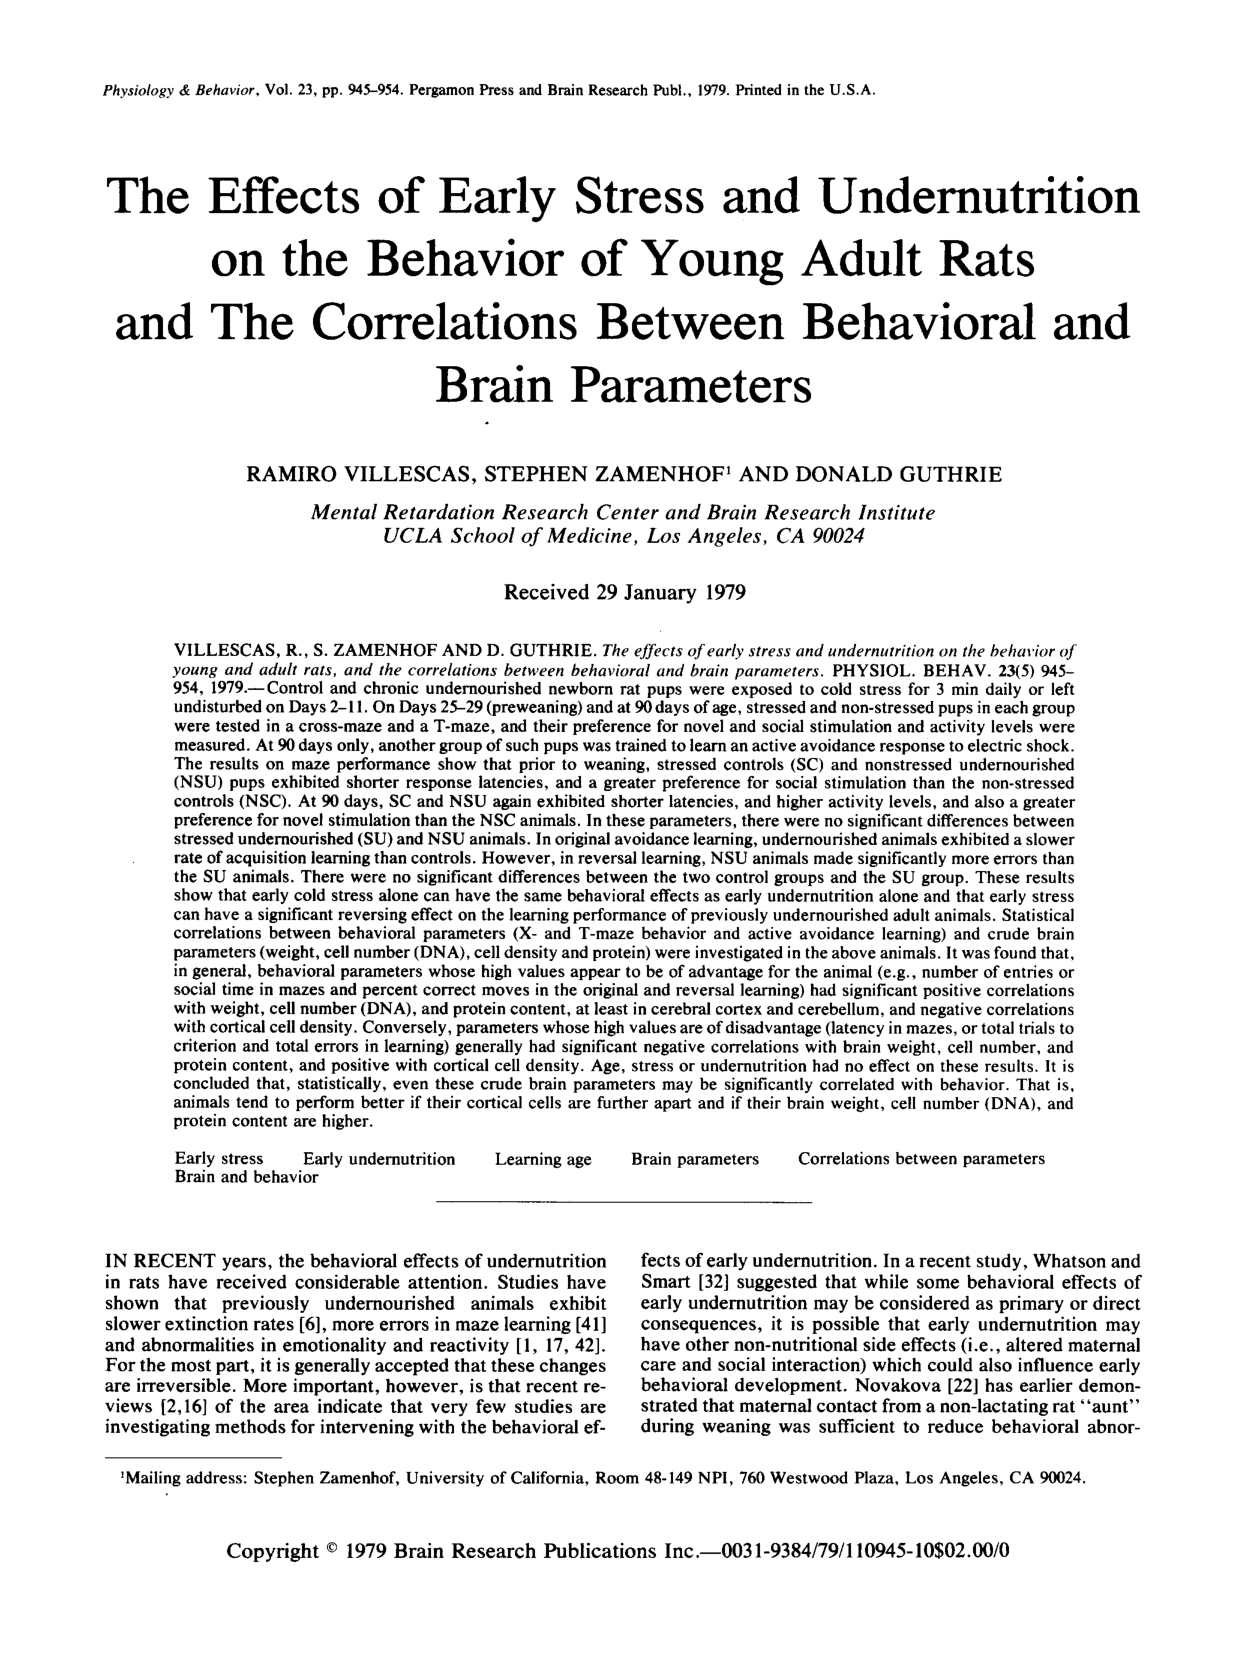 Physiology & Behavior, Vol. 23, pp. 945–954. Pergamon Press and Brain Research Publ., 1979. Printed in the U.S.A.
The Effects of Early Stress and Undernutrition
on the Behavior of Young Adult Rats
and The Correlations Between Behavioral and
Brain Parameters
RAMIRO VILLESCAS, STEPHEN ZAMENHOF¹ AND DONALD GUTHRIE
Mental Retardation Research Center and Brain Research Institute
UCLA School of Medicine, Los Angeles, CA 90024
Received 29 January 1979
VILLESCAS, R., S. ZAMENHOF AND D. GUTHRIE. The effects of early stress and undernutrition on the behavior of
young and adult rats, and the correlations between behavioral and brain parameters. PHYSIOL. BEHAV. 23(5) 945–
954, 1979.—Control and chronic undernourished newborn rat pups were exposed to cold stress for 3 min daily or left
undisturbed on Days 2–11. On Days 25–29 (preweaning) and at 90 days of age, stressed and non-stressed pups in each group
were tested in a cross-maze and a T-maze, and their preference for novel and social stimulation and activity levels were
measured. At 90 days only, another group of such pups was trained to learn an active avoidance response to electric shock.
The results on maze performance show that prior to weaning, stressed controls (SC) and nonstressed undernourished
(NSU) pups exhibited shorter response latencies, and a greater preference for social stimulation than the non-stressed
controls (NSC). At 90 days, SC and NSU again exhibited shorter latencies, and higher activity levels, and also a greater
preference for novel stimulation than the NSC animals. In these parameters, there were no significant differences between
stressed undernourished (SU) and NSU animals. In original avoidance learning, undernourished animals exhibited a slower
rate of acquisition learning than controls. However, in reversal learning, NSU animals made significantly more errors than
the SU animals. There were no significant differences between the two control groups and the SU group. These results
show that early cold stress alone can have the same behavioral effects as early undernutrition alone and that early stress
can have a significant reversing effect on the learning performance of previously undernourished adult animals. Statistical
correlations between behavioral parameters (X- and T-maze behavior and active avoidance learning) and crude brain
parameters (weight, cell number (DNA), cell density and protein) were investigated in the above animals. It was found that,
in general, behavioral parameters whose high values appear to be of advantage for the animal (e.g., number of entries or
social time in mazes and percent correct moves in the original and reversal learning) had significant positive correlations
with weight, cell number (DNA), and protein content, at least in cerebral cortex and cerebellum, and negative correlations
with cortical cell density. Conversely, parameters whose high values are of disadvantage (latency in mazes, or total trials to
criterion and total errors in learning) generally had significant negative correlations with brain weight, cell number, and
protein content, and positive with cortical cell density. Age, stress or undernutrition had no effect on these results. It is
concluded that, statistically, even these crude brain parameters may be significantly correlated with behavior. That is,
animals tend to perform better if their cortical cells are further apart and if their brain weight, cell number (DNA), and
protein content are higher.
Early stress Early undernutrition Learning age Brain parameters Correlations between parameters
Brain and behavior
IN RECENT years, the behavioral effects of undernutrition
in rats have received considerable attention. Studies have
shown that previously undernourished animals exhibit
slower extinction rates [6], more errors in maze learning [41]
and abnormalities in emotionality and reactivity [1, 17, 42].
For the most part, it is generally accepted that these changes
are irreversible. More important, however, is that recent re-
views [2,16] of the area indicate that very few studies are
investigating methods for intervening with the behavioral ef-
fects of early undernutrition. In a recent study, Whatson and
Smart [32] suggested that while some behavioral effects of
early undernutrition may be considered as primary or direct
consequences, it is possible that early undernutrition may
have other non-nutritional side effects (i.e., altered maternal
care and social interaction) which could also influence early
behavioral development. Novakova [22] has earlier demon-
strated that maternal contact from a non-lactating rat ‘‘aunt’’
during weaning was sufficient to reduce behavioral abnor-
¹Mailing address: Stephen Zamenhof, University of California, Room 48-149 NPI, 760 Westwood Plaza, Los Angeles, CA 90024.
Copyright © 1979 Brain Research Publications Inc.—0031-9384/79/110945-10$02.00/0